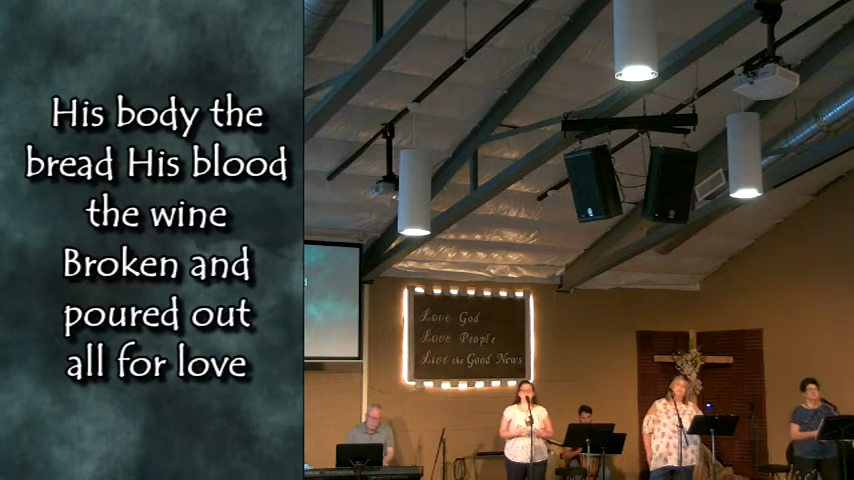 His body the
bread His blood
the wine
Broken and
poured out
all for love
Love God
Love People
Live the Good News